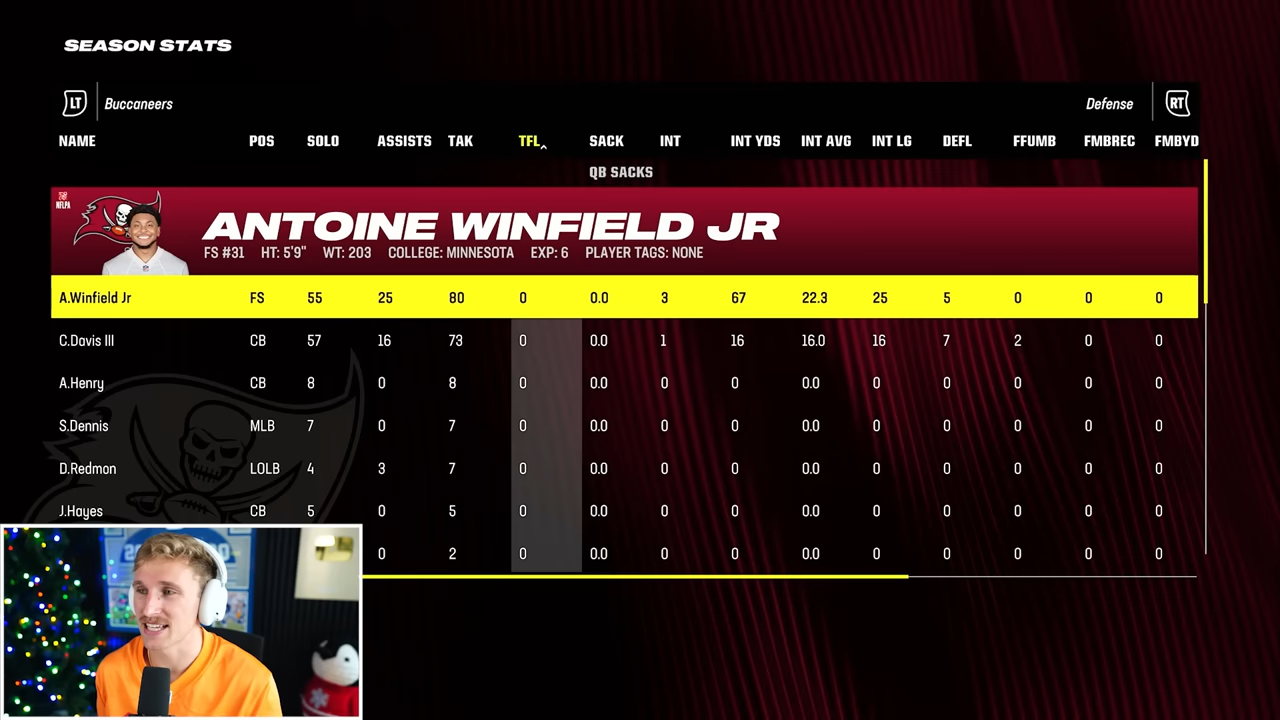 SEASON STATS
LT Buccaneers Defense RT
NAME POS SOLO ASSISTS TAK TFL SACK INT INT YDS INT AVG INT LG DEFL FFUMB FMBREC FMBYD
QB SACKS
NFLPA
ANTOINE WINFIELD JR
FS #31 HT: 5'9" WT: 203 COLLEGE: MINNESOTA EXP: 6 PLAYER TAGS: NONE
A.Winfield Jr FS 55 25 80 0 0.0 3 67 22.3 25 5 0 0 0
C.Davis III CB 57 16 73 0 0.0 1 16 16.0 16 7 2 0 0
A.Henry CB 8 0 8 0 0.0 0 0 0.0 0 0 0 0 0
S.Dennis MLB 7 0 7 0 0.0 0 0 0.0 0 0 0 0 0
D.Redmon LOLB 4 3 7 0 0.0 0 0 0.0 0 0 0 0 0
J.Hayes CB 5 0 5 0 0.0 0 0 0.0 0 0 0 0 0
0 2 0 0.0 0 0 0.0 0 0 0 0 0